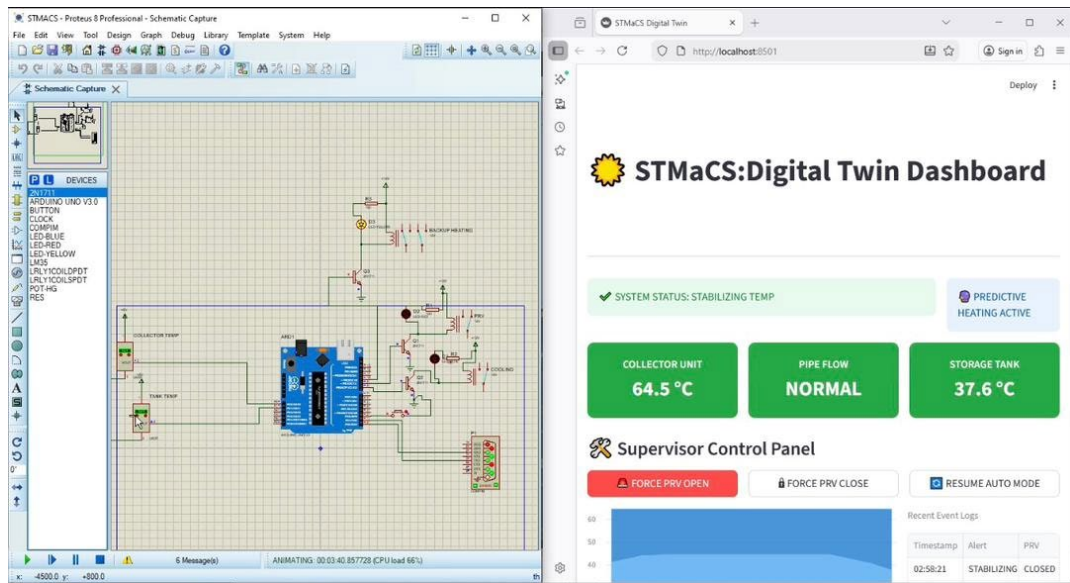 STMACS - Proteus 8 Professional - Schematic Capture
File Edit View Tool Design Graph Debug Library Template System Help
Schematic Capture
P L DEVICES
2N1711
ARDUINO UNO V3.0
BUTTON
CLOCK
COMPIM
LED-BLUE
LED-RED
LED-YELLOW
LM35
LRLY1COILDPDT
LRLY1COILSPDT
POT-HG
RES
BACKUP HEATING
COLLECTOR TEMP
TANK TEMP
COOLING
ARD1
Q3
Q1
Q2
6 Message(s)
ANIMATING: 00:03:40.857728 (CPU load 66%)
x: -4500.0 y: +800.0 th
STMaCS Digital Twin
http://localhost:8501
Sign in
Deploy
STMaCS:Digital Twin Dashboard
SYSTEM STATUS: STABILIZING TEMP
PREDICTIVE
HEATING ACTIVE
COLLECTOR UNIT
64.5 °C
PIPE FLOW
NORMAL
STORAGE TANK
37.6 °C
Supervisor Control Panel
FORCE PRV OPEN
FORCE PRV CLOSE
RESUME AUTO MODE
60
50
40
Recent Event Logs
Timestamp Alert PRV
02:58:21 STABILIZING CLOSED